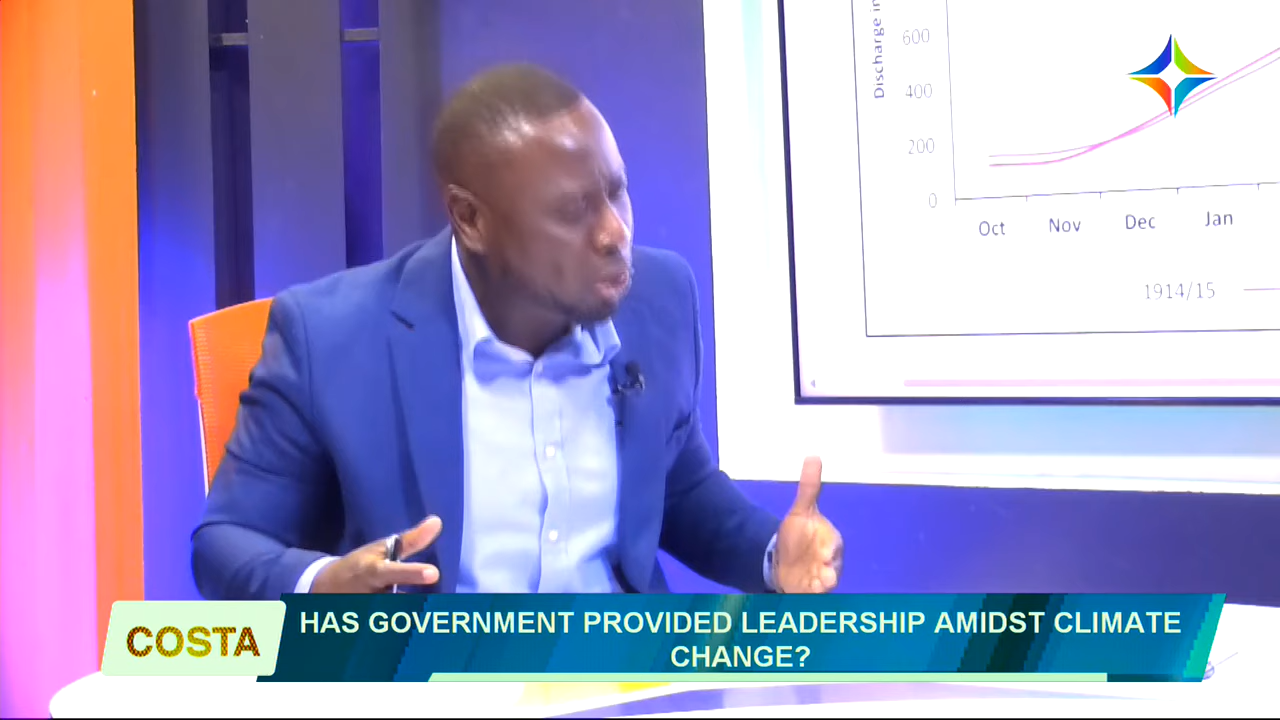 Discharge in
600
400
200
0
Oct Nov Dec Jan
1914/15
COSTA
HAS GOVERNMENT PROVIDED LEADERSHIP AMIDST CLIMATE
CHANGE?